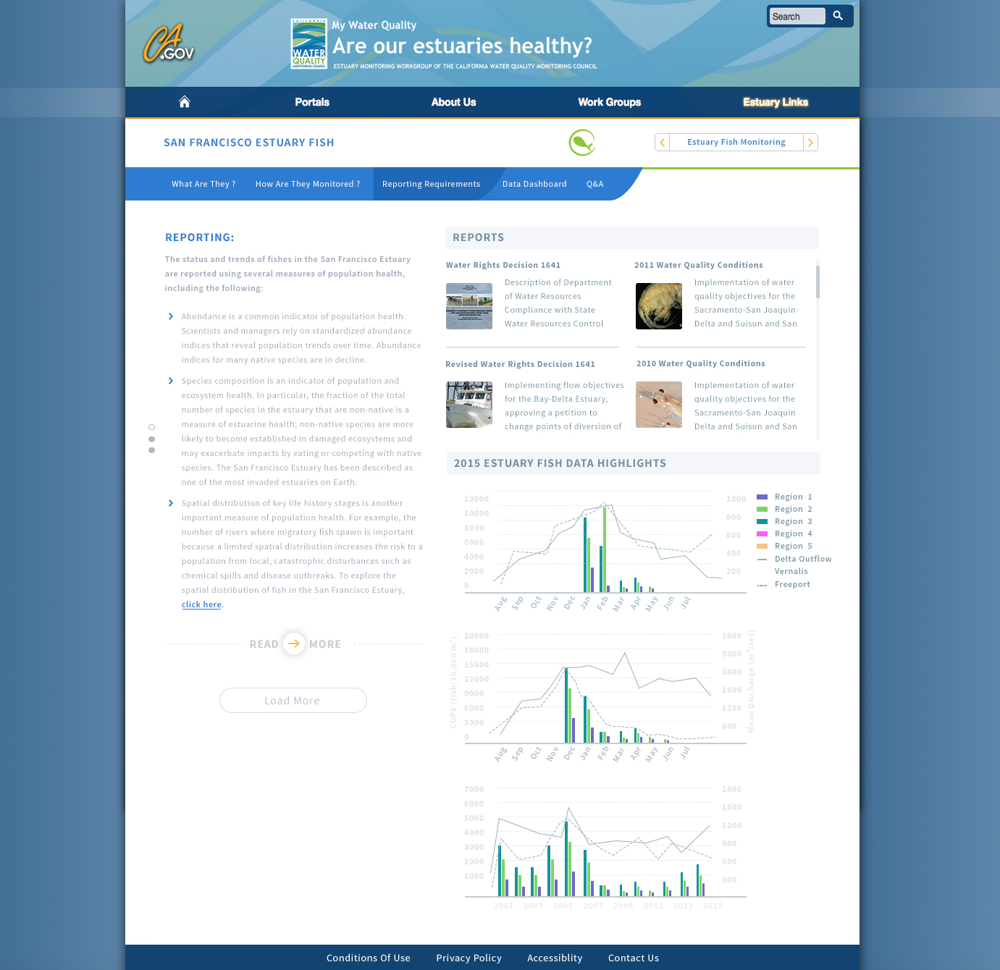 CA.GOV
CALIFORNIA
WATER
QUALITY
MONITORING COUNCIL
My Water Quality
Are our estuaries healthy?
ESTUARY MONITORING WORKGROUP OF THE CALIFORNIA WATER QUALITY MONITORING COUNCIL
Search
Portals
About Us
Work Groups
Estuary Links
SAN FRANCISCO ESTUARY FISH
Estuary Fish Monitoring
What Are They ?
How Are They Monitored ?
Reporting Requirements
Data Dashboard
Q&A
REPORTING:
The status and trends of fishes in the San Francisco Estuary
are reported using several measures of population health,
including the following:
Abundance is a common indicator of population health.
Scientists and managers rely on standardized abundance
indices that reveal population trends over time. Abundance
indices for many native species are in decline.
Species composition is an indicator of population and
ecosystem health. In particular, the fraction of the total
number of species in the estuary that are non-native is a
measure of estuarine health; non-native species are more
likely to become established in damaged ecosystems and
may exacerbate impacts by eating or competing with native
species. The San Francisco Estuary has been described as
one of the most invaded estuaries on Earth.
Spatial distribution of key life history stages is another
important measure of population health. For example, the
number of rivers where migratory fish spawn is important
because a limited spatial distribution increases the risk to a
population from local, catastrophic disturbances such as
chemical spills and disease outbreaks. To explore the
spatial distribution of fish in the San Francisco Estuary,
click here.
READ MORE
Load More
REPORTS
Water Rights Decision 1641
Description of Department
of Water Resources
Compliance with State
Water Resources Control
2011 Water Quality Conditions
Implementation of water
quality objectives for the
Sacramento-San Joaquin
Delta and Suisun and San
Revised Water Rights Decision 1641
Implementing flow objectives
for the Bay-Delta Estuary,
approving a petition to
change points of diversion of
2010 Water Quality Conditions
Implementation of water
quality objectives for the
Sacramento-San Joaquin
Delta and Suisun and San
2015 ESTUARY FISH DATA HIGHLIGHTS
12000
10000
8000
6000
4000
2000
0
1000
800
600
400
200
Aug Sep Oct Nov Dec Jan Feb Mar Apr May Jun Jul
Region 1
Region 2
Region 3
Region 4
Region 5
Delta Outflow
Vernalis
Freeport
CUPE (fish/10,000 m³)
20000
18000
15000
12000
9000
6000
3000
0
3600
3000
2400
1800
1200
600
Mean Discharge (m³/sec)
Aug Sep Oct Nov Dec Jan Feb Mar Apr May Jun Jul
7000
6000
5000
4000
3000
2000
1000
1800
1500
1200
900
600
300
2001 2003 2005 2007 2009 2011 2013 2015
Conditions Of Use
Privacy Policy
Accessiblity
Contact Us